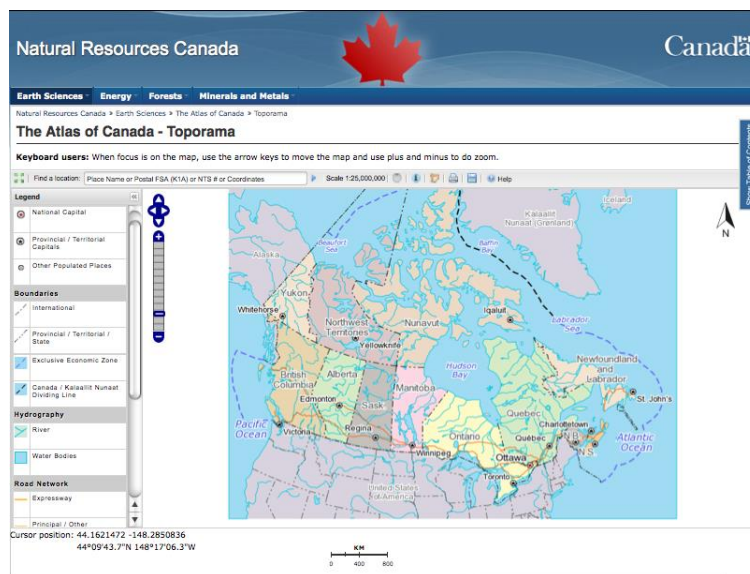 Natural Resources Canada
Canada
Earth Sciences Energy Forests Minerals and Metals
Natural Resources Canada > Earth Sciences > The Atlas of Canada > Toporama
The Atlas of Canada - Toporama
Keyboard users: When focus is on the map, use the arrow keys to move the map and use plus and minus to do zoom.
Show Table of Contents
Find a location: Place Name or Postal FSA (K1A) or NTS # or Coordinates Scale 1:25,000,000 Help
Legend
National Capital
Provincial / Territorial
Capitals
Other Populated Places
Boundaries
International
Provincial / Territorial /
State
Exclusive Economic Zone
Canada / Kalaallit Nunaat
Dividing Line
Hydrography
River
Water Bodies
Road Network
Expressway
Principal / Other
Iceland
Kalaallit
Nunaat (Grønland)
N
Beaufort
Sea
Baffin
Bay
Alaska
Yukon
Whitehorse
Northwest
Territories
Yellowknife
Nunavut
Iqaluit
Labrador
Sea
British
Columbia
Alberta
Edmonton
Sask.
Manitoba
Hudson
Bay
Newfoundland
and
Labrador
St. John's
Quebec
Charlottetown
Pacific
Ocean
Victoria
Regina
Winnipeg
Ontario
Québec
N.B.
N.S.
Atlantic
Ocean
Ottawa
Toronto
United States
of America
Cursor position: 44.1621472 -148.2850836
44°09'43.7"N 148°17'06.3"W
KM
0 400 800